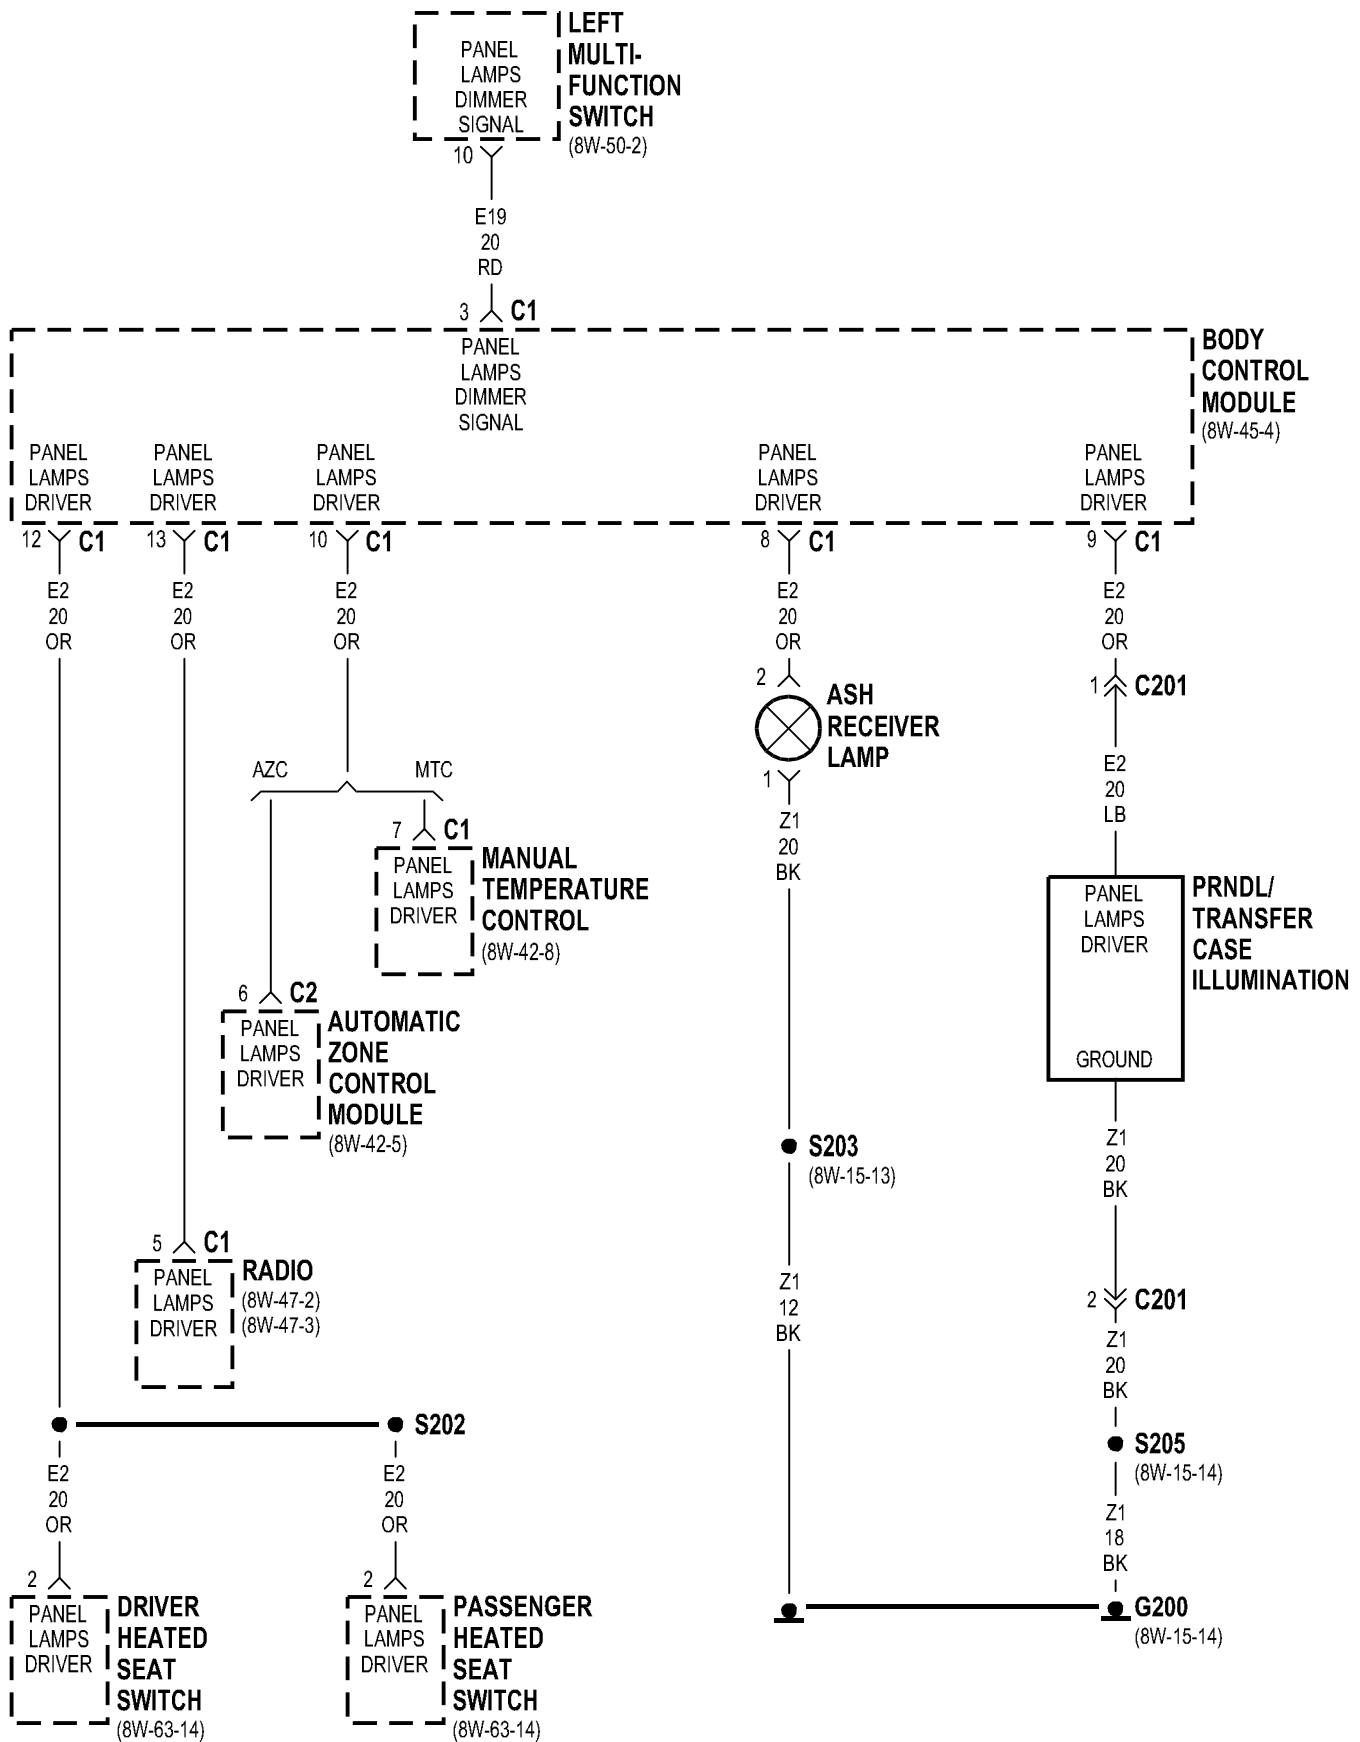 PANEL
LAMPS
DIMMER
SIGNAL
LEFT
MULTI-
FUNCTION
SWITCH
(8W-50-2)
10
E19
20
RD
3 C1
PANEL
LAMPS
DIMMER
SIGNAL
BODY
CONTROL
MODULE
(8W-45-4)
PANEL
LAMPS
DRIVER
PANEL
LAMPS
DRIVER
PANEL
LAMPS
DRIVER
PANEL
LAMPS
DRIVER
PANEL
LAMPS
DRIVER
12 C1
13 C1
10 C1
8 C1
9 C1
E2
20
OR
E2
20
OR
E2
20
OR
E2
20
OR
E2
20
OR
2
ASH
RECEIVER
LAMP
1
1 C201
E2
20
LB
AZC
MTC
7 C1
PANEL
LAMPS
DRIVER
MANUAL
TEMPERATURE
CONTROL
(8W-42-8)
Z1
20
BK
PANEL
LAMPS
DRIVER
GROUND
PRNDL/
TRANSFER
CASE
ILLUMINATION
6 C2
PANEL
LAMPS
DRIVER
AUTOMATIC
ZONE
CONTROL
MODULE
(8W-42-5)
S203
(8W-15-13)
Z1
20
BK
5 C1
PANEL
LAMPS
DRIVER
RADIO
(8W-47-2)
(8W-47-3)
Z1
12
BK
2 C201
Z1
20
BK
S202
S205
(8W-15-14)
E2
20
OR
E2
20
OR
Z1
18
BK
2
PANEL
LAMPS
DRIVER
DRIVER
HEATED
SEAT
SWITCH
(8W-63-14)
2
PANEL
LAMPS
DRIVER
PASSENGER
HEATED
SEAT
SWITCH
(8W-63-14)
G200
(8W-15-14)